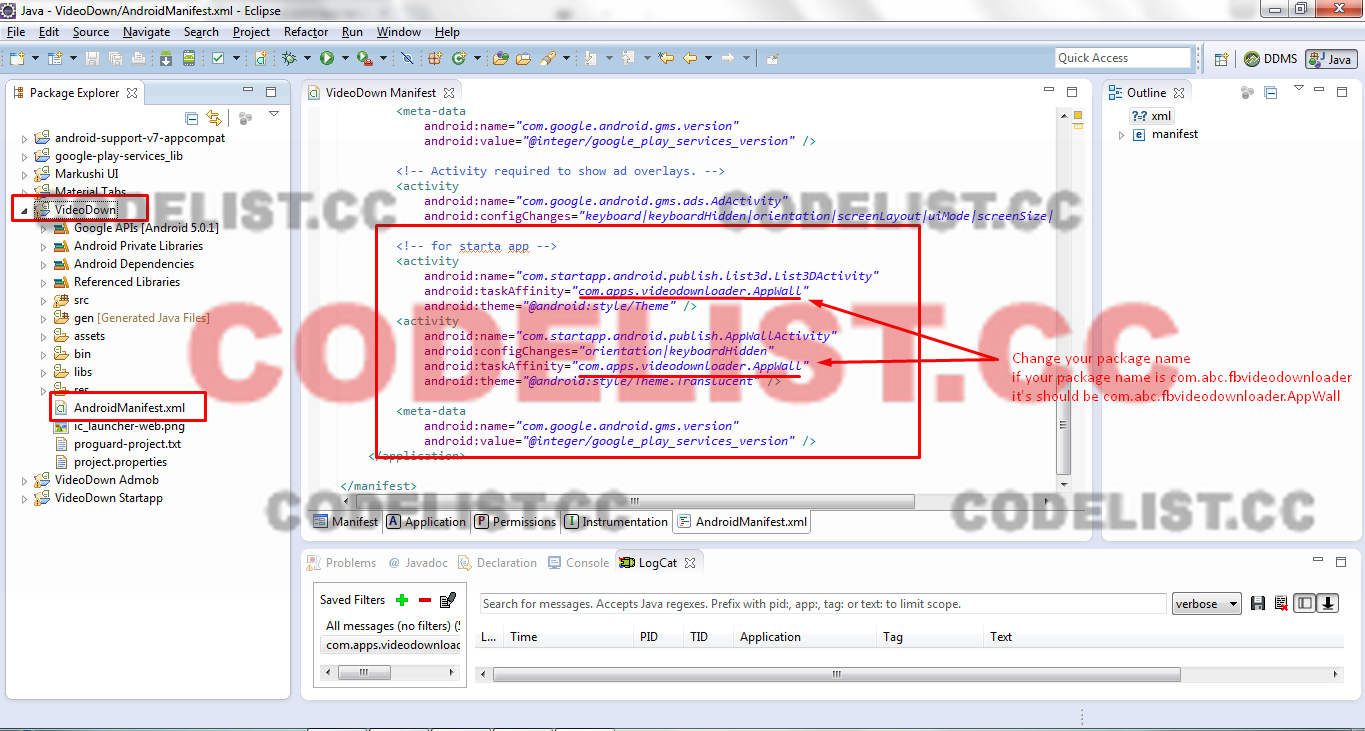 Java - VideoDown/AndroidManifest.xml - Eclipse
File Edit Source Navigate Search Project Refactor Run Window Help
Quick Access
DDMS
Java
Package Explorer
android-support-v7-appcompat
google-play-services_lib
Markushi UI
Material Tabs
VideoDown
Google APIs [Android 5.0.1]
Android Private Libraries
Android Dependencies
Referenced Libraries
src
gen [Generated Java Files]
assets
bin
libs
res
AndroidManifest.xml
ic_launcher-web.png
proguard-project.txt
project.properties
VideoDown Admob
VideoDown Startapp
VideoDown Manifest
<meta-data
android:name="com.google.android.gms.version"
android:value="@integer/google_play_services_version" />
<!-- Activity required to show ad overlays. -->
<activity
android:name="com.google.android.gms.ads.AdActivity"
android:configChanges="keyboard|keyboardHidden|orientation|screenLayout|uiMode|screenSize|
<!-- for starta app -->
<activity
android:name="com.startapp.android.publish.list3d.List3DActivity"
android:taskAffinity="com.apps.videodownloader.AppWall"
android:theme="@android:style/Theme" />
<activity
android:name="com.startapp.android.publish.AppWallActivity"
android:configChanges="orientation|keyboardHidden"
android:taskAffinity="com.apps.videodownloader.AppWall"
android:theme="@android:style/Theme.Translucent" />
<meta-data
android:name="com.google.android.gms.version"
android:value="@integer/google_play_services_version" />
</application>
</manifest>
Manifest Application Permissions Instrumentation AndroidManifest.xml
Change your package name
if your package name is com.abc.fbvideodownloader
it's should be com.abc.fbvideodownloader.AppWall
Outline
?-? xml
e manifest
Problems @ Javadoc Declaration Console LogCat
Saved Filters
All messages (no filters) (
com.apps.videodownloac
Search for messages. Accepts Java regexes. Prefix with pid:, app:, tag: or text: to limit scope.
verbose
L... Time PID TID Application Tag Text
CODELIST.CC
CODELIST.CC
CODELIST.CC
CODELIST.CC
CODELIST.CC